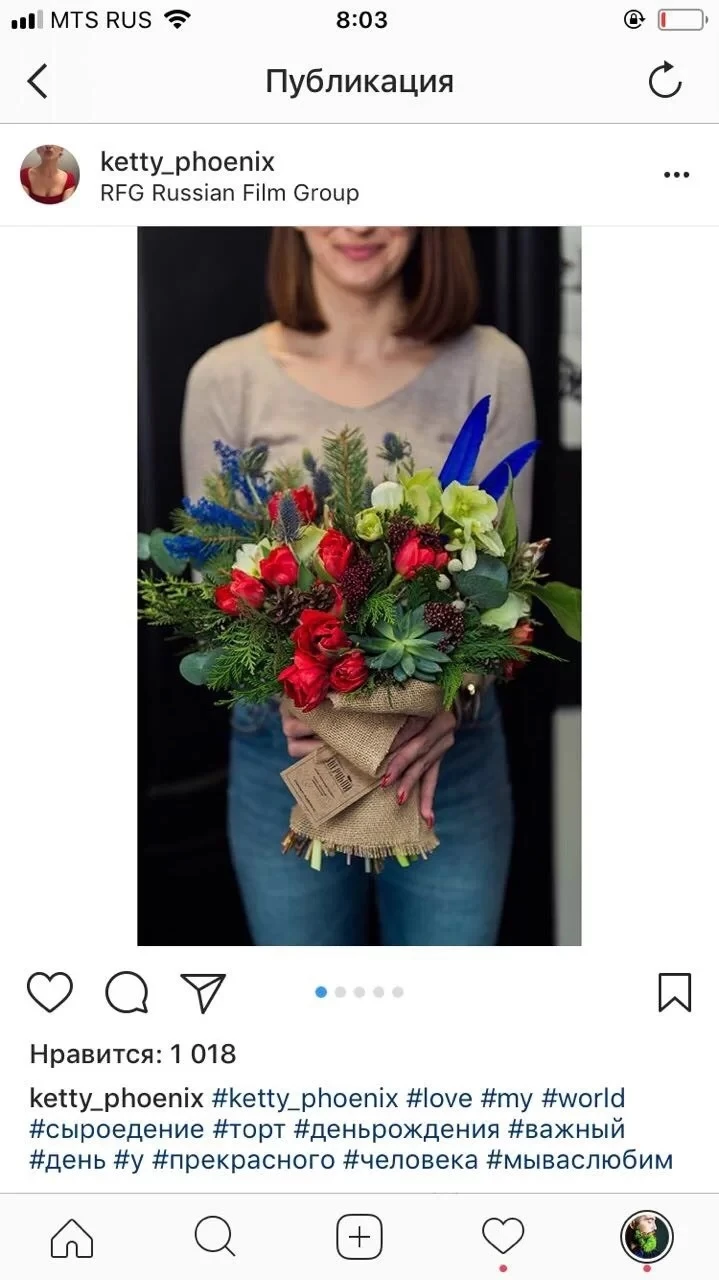 MTS RUS 8:03
Публикация
ketty_phoenix
RFG Russian Film Group
Нравится: 1 018
ketty_phoenix #ketty_phoenix #love #my #world
#сыроедение #торт #деньрождения #важный
#день #у #прекрасного #человека #мываслюбим